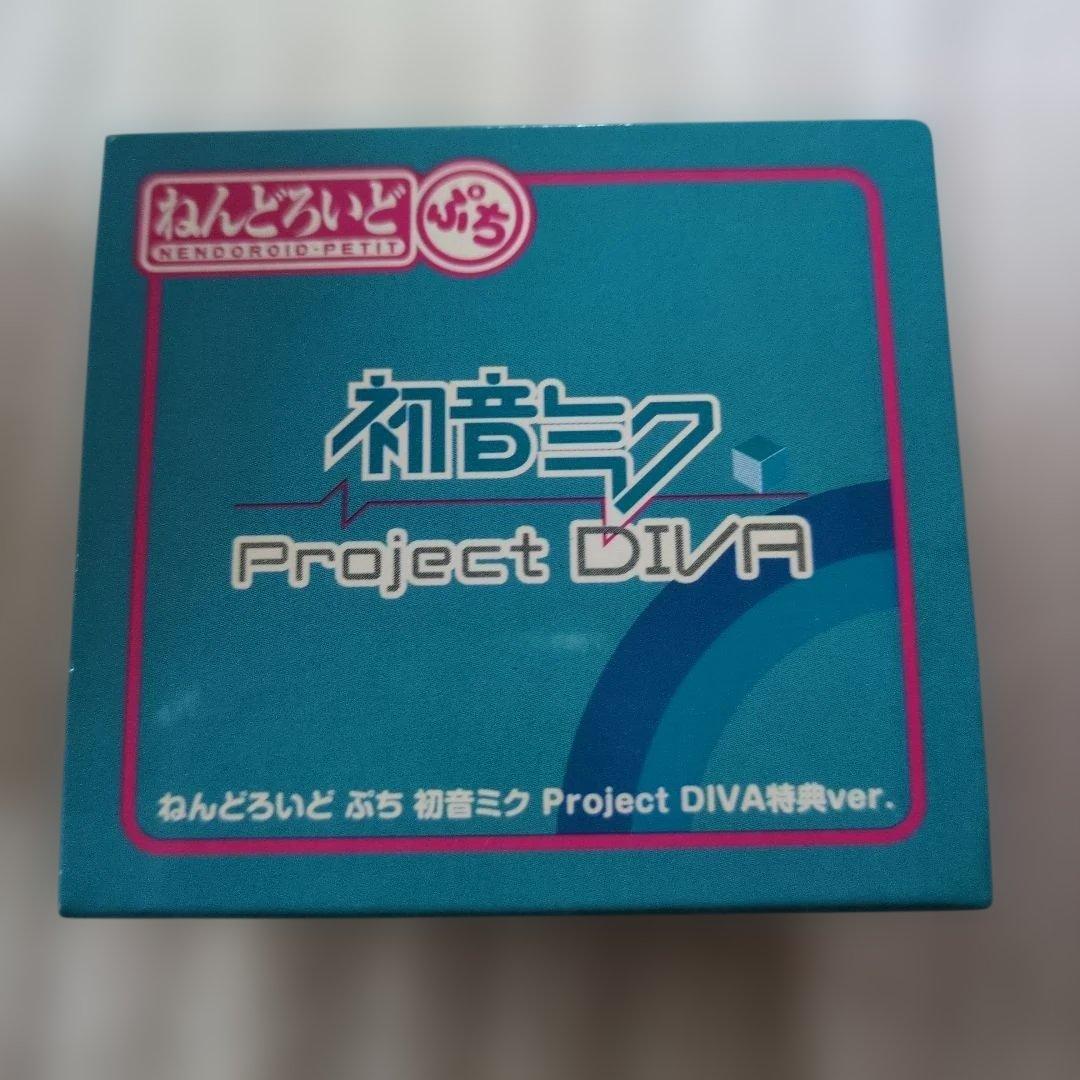 ねんどろいど ぷち
NENDOROID-PETIT
初音ミク
Project DIVA
ねんどろいど ぷち 初音ミク Project DIVA特典ver.